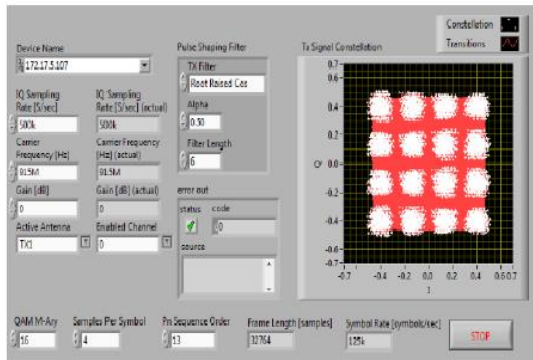 Constellation
Transitions
Device Name
172.17.5.107
Pulse Shaping Filter
TX Filter
Root Raised Cos
Alpha
0.50
Filter Length
6
Tx Signal Constellation
IQ Sampling Rate [S/sec]
500k
IQ Sampling Rate [S/sec] (actual)
500k
Carrier Frequency [Hz]
915M
Carrier Frequency [Hz] (actual)
915M
Gain [dB]
0
Gain [dB] (actual)
0
Active Antenna
TX1
Enabled Channel
0
error out
status
code
0
source
0.7
0.6
0.4
0.2
0.0
-0.2
-0.4
-0.6
-0.7
Q
-0.7
-0.4
-0.2
0.0
0.2
0.4
0.6
0.7
I
QAM M-Ary
16
Samples Per Symbol
4
Pn Sequence Order
13
Frame Length [samples]
32764
Symbol Rate [symbols/sec]
125k
STOP